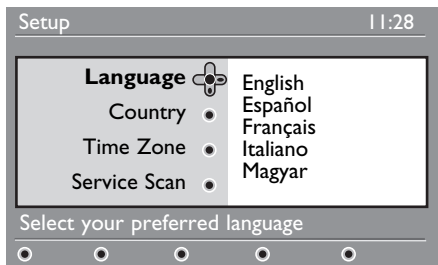 Setup 11:28
Language
Country
Time Zone
Service Scan
English
Español
Français
Italiano
Magyar
Select your preferred language